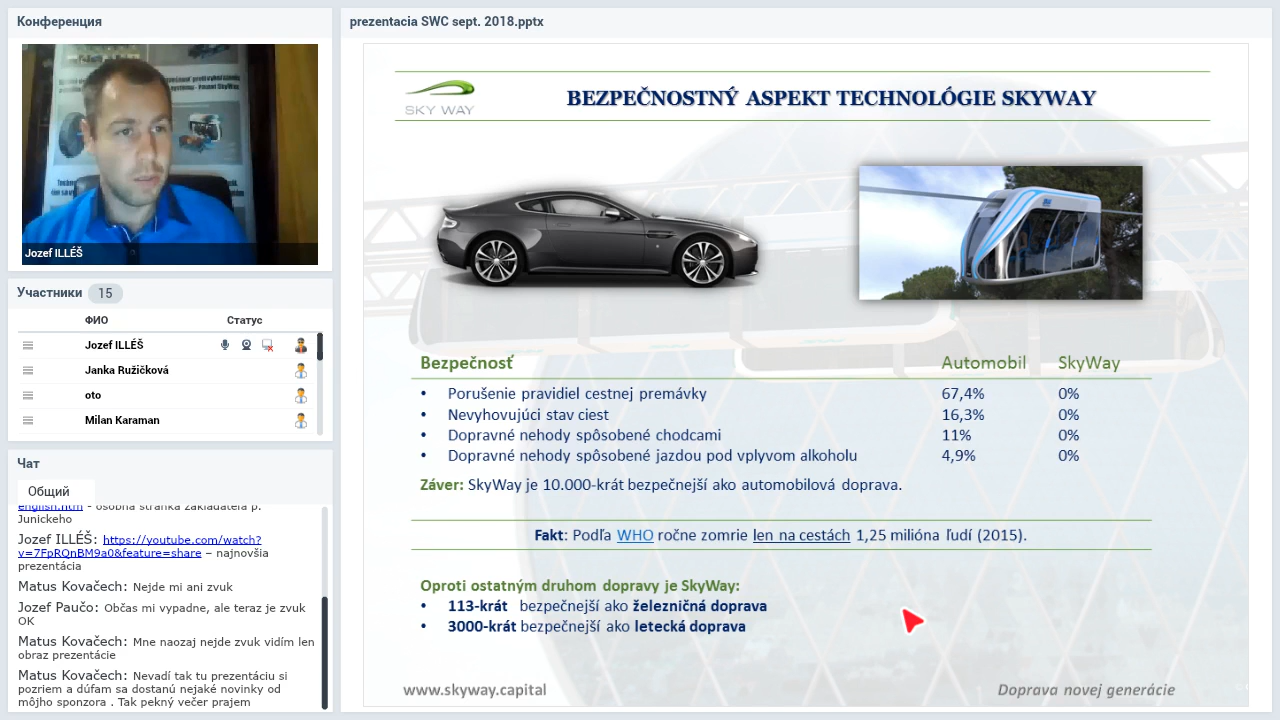 Конференция
Jozef ILLÉŠ
Участники 15
ФИО Статус
Jozef ILLÉŠ
Janka Ružičková
oto
Milan Karaman
Чат
Общий
english.htm - osobná stránka zakladateľa p.
Junickeho
Jozef ILLÉŠ: https://youtube.com/watch?
v=7FpRQnBM9a0&feature=share – najnovšia
prezentácia
Matus Kovačech: Nejde mi ani zvuk
Jozef Paučo: Občas mi vypadne, ale teraz je zvuk
OK
Matus Kovačech: Mne naozaj nejde zvuk vidím len
obraz prezentácie
Matus Kovačech: Nevadí tak tu prezentáciu si
pozriem a dúfam sa dostanú nejaké novinky od
môjho sponzora . Tak pekný večer prajem
prezentacia SWC sept. 2018.pptx
SKY WAY
BEZPEČNOSTNÝ ASPEKT TECHNOLÓGIE SKYWAY
Bezpečnosť Automobil SkyWay
• Porušenie pravidiel cestnej premávky 67,4% 0%
• Nevyhovujúci stav ciest 16,3% 0%
• Dopravné nehody spôsobené chodcami 11% 0%
• Dopravné nehody spôsobené jazdou pod vplyvom alkoholu 4,9% 0%
Záver: SkyWay je 10.000-krát bezpečnejší ako automobilová doprava.
Fakt: Podľa WHO ročne zomrie len na cestách 1,25 milióna ľudí (2015).
Oproti ostatným druhom dopravy je SkyWay:
• 113-krát bezpečnejší ako železničná doprava
• 3000-krát bezpečnejší ako letecká doprava
www.skyway.capital
Doprava novej generácie